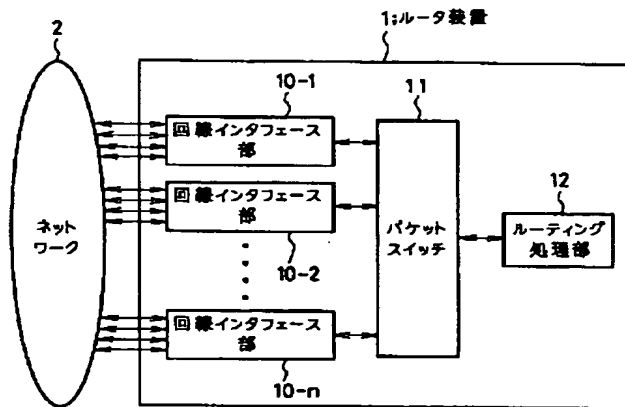 2
1;ルータ装置
10-1
回線インタフェース
部
11
回線インタフェース
部
10-2
ネット
ワーク
パケット
スイッチ
12
ルーティング
処理部
回線インタフェース
部
10-n